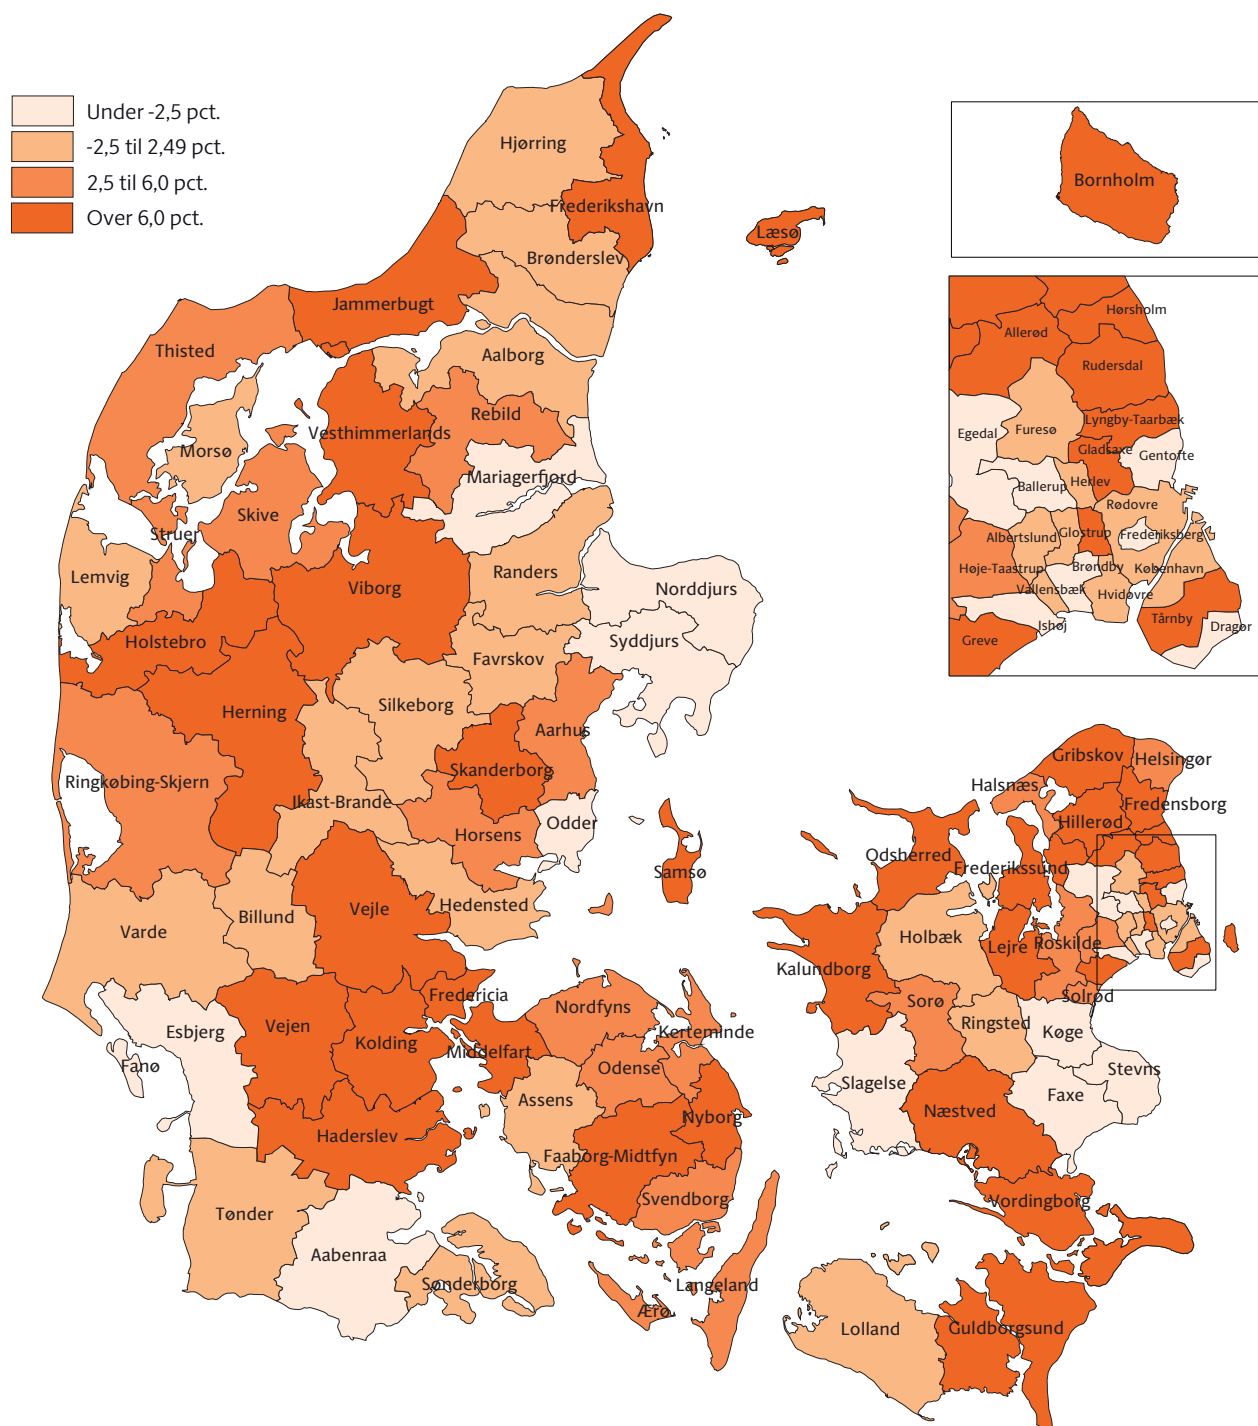 Under -2,5 pct.
-2,5 til 2,49 pct.
2,5 til 6,0 pct.
Over 6,0 pct.
Hjørring
Frederikshavn
Læsø
Brønderslev
Jammerbugt
Thisted
Aalborg
Rebild
Vesthimmerlands
Morsø
Mariagerfjord
Skive
Struer
Lemvig
Viborg
Randers
Norddjurs
Syddjurs
Holstebro
Favrskov
Silkeborg
Herning
Aarhus
Skanderborg
Ringkøbing-Skjern
Ikast-Brande
Horsens
Odder
Samsø
Hedensted
Billund
Vejle
Varde
Fredericia
Vejen
Kolding
Esbjerg
Fanø
Middelfart
Nordfyns
Kerteminde
Odense
Assens
Nyborg
Haderslev
Faaborg-Midtfyn
Svendborg
Tønder
Aabenraa
Sønderborg
Langeland
Ærø
Bornholm
Hørsholm
Allerød
Rudersdal
Lyngby-Taarbæk
Furesø
Egedal
Gladsaxe
Gentofte
Ballerup
Herlev
Rødovre
Albertslund
Glostrup
Frederiksberg
Høje-Taastrup
Brøndby
København
Vallensbæk
Hvidovre
Ishøj
Tårnby
Dragør
Greve
Gribskov
Helsingør
Halsnæs
Fredensborg
Hillerød
Odsherred
Frederikssund
Holbæk
Lejre
Roskilde
Kalundborg
Solrød
Sorø
Ringsted
Køge
Stevns
Slagelse
Faxe
Næstved
Vordingborg
Lolland
Guldborgsund